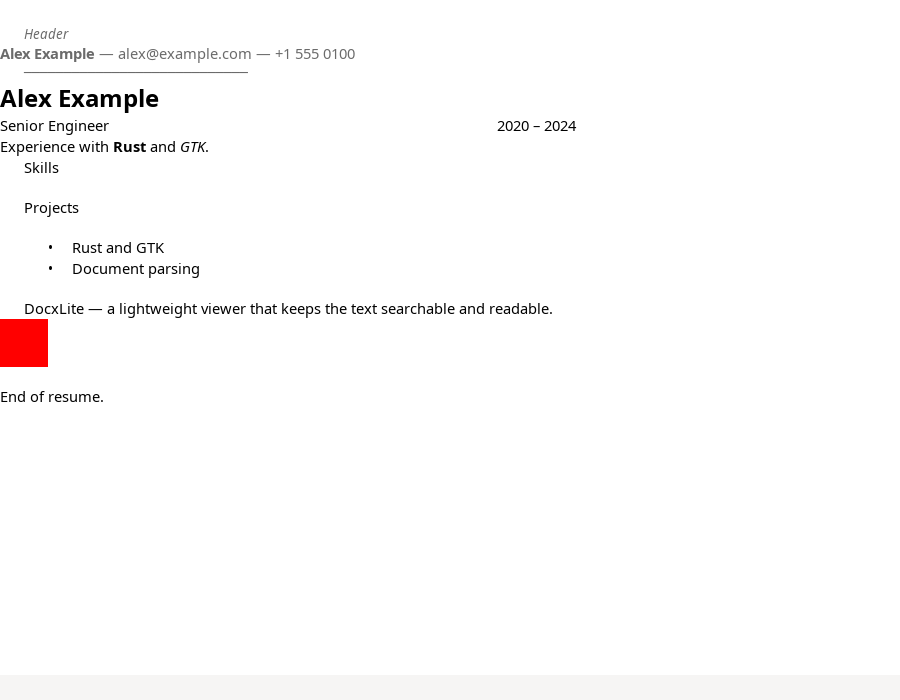 Header
Alex Example — alex@example.com — +1 555 0100
Alex Example
Senior Engineer 2020 – 2024
Experience with Rust and GTK.
Skills
Projects
• Rust and GTK
• Document parsing
DocxLite — a lightweight viewer that keeps the text searchable and readable.
End of resume.